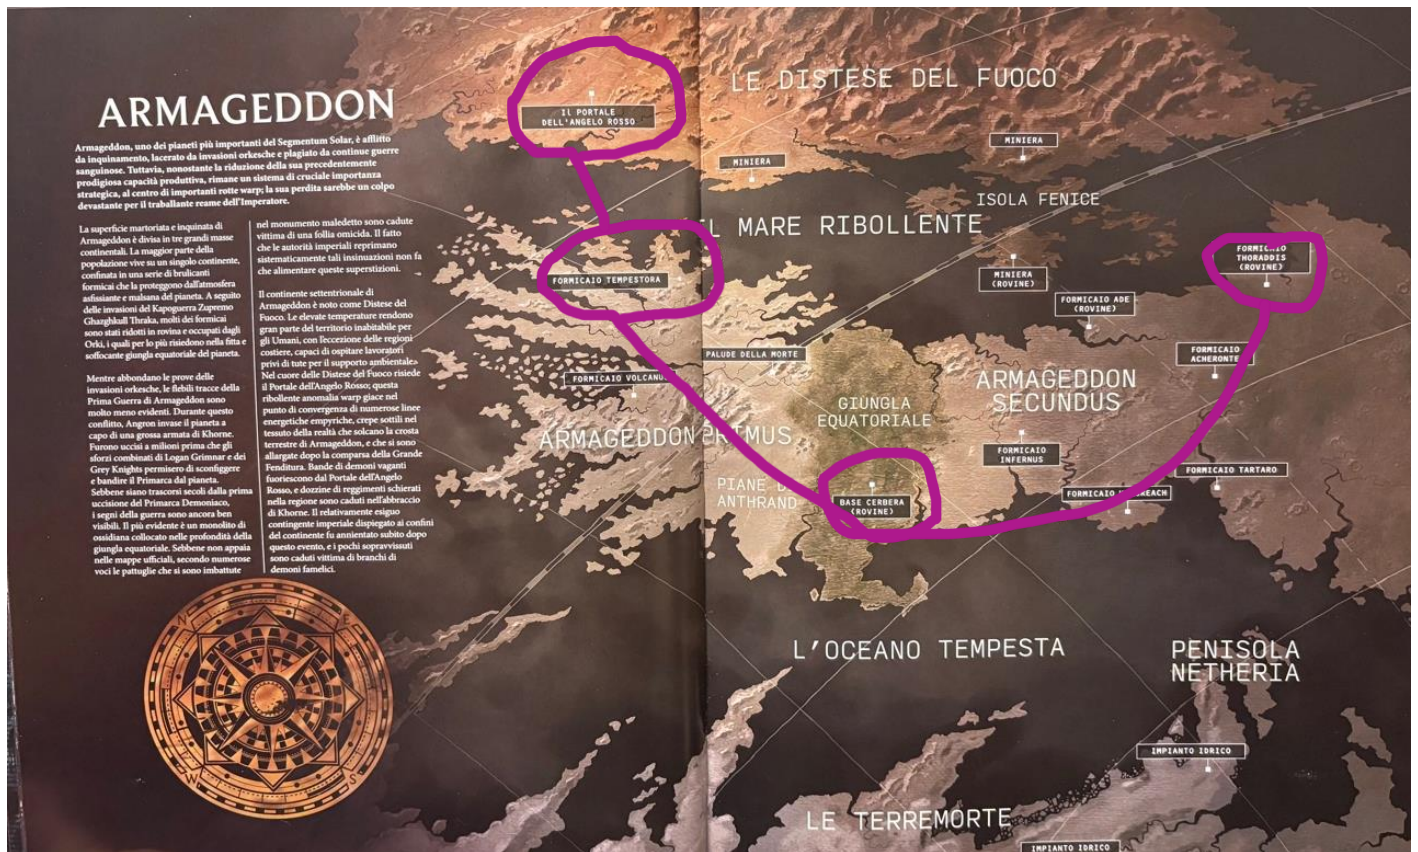 ARMAGEDDON
Armageddon, uno dei pianeti più importanti del Segmentum Solar, è afflitto
da inquinamento, lacerato da invasioni orkesche e plagiato da continue guerre
sanguinose. Tuttavia, nonostante la riduzione della sua precedentemente
prodigiosa capacità produttiva, rimane un sistema di cruciale importanza
strategica, al centro di importanti rotte warp; la sua perdita sarebbe un colpo
devastante per il traballante reame dell'Imperatore.
La superficie martoriata e inquinata di
Armageddon è divisa in tre grandi masse
continentali. La maggior parte della
popolazione vive su un singolo continente,
confinata in una serie di brulicanti
formicai che la proteggono dall'atmosfera
asfissiante e malsana del pianeta. A seguito
delle invasioni del Kapoguerra Zupremo
Ghazghkull Thraka, molti dei formicai
sono stati ridotti in rovina e occupati dagli
Orki, i quali per lo più risiedono nella fitta e
soffocante giungla equatoriale del pianeta.
Mentre abbondano le prove delle
invasioni orkesche, le flebili tracce della
Prima Guerra di Armageddon sono
molto meno evidenti. Durante questo
conflitto, Angron invase il pianeta a
capo di una grossa armata di Khorne.
Furono uccisi a milioni prima che gli
sforzi combinati di Logan Grimnar e dei
Grey Knights permisero di sconfiggere
e bandire il Primarca dal pianeta.
Sebbene siano trascorsi secoli dalla prima
uccisione del Primarca Demoniaco,
i segni della guerra sono ancora ben
visibili. Il più evidente è un monolito di
ossidiana collocato nelle profondità della
giungla equatoriale. Sebbene non appaia
nelle mappe ufficiali, secondo numerose
voci le pattuglie che si sono imbattute
nel monumento maledetto sono cadute
vittima di una follia omicida. Il fatto
che le autorità imperiali reprimano
sistematicamente tali insinuazioni non fa
che alimentare queste superstizioni.
Il continente settentrionale di
Armageddon è noto come Distese del
Fuoco. Le elevate temperature rendono
gran parte del territorio inabitabile per
gli Umani, con l'eccezione delle regioni
costiere, capaci di ospitare lavoratori
privi di tute per il supporto ambientale.
Nel cuore delle Distese del Fuoco risiede
il Portale dell'Angelo Rosso; questa
ribollente anomalia warp giace nel
punto di convergenza di numerose linee
energetiche empyriche, crepe sottili nel
tessuto della realtà che solcano la crosta
terrestre di Armageddon, e che si sono
allargate dopo la comparsa della Grande
Fenditura. Bande di demoni vaganti
fuoriescono dal Portale dell'Angelo
Rosso, e dozzine di reggimenti schierati
nella regione sono caduti nell'abbraccio
di Khorne. Il relativamente esiguo
contingente imperiale dispiegato ai confini
del continente fu annientato subito dopo
questo evento, e i pochi sopravvissuti
sono caduti vittima di branchi di
demoni famelici.
LE DISTESE DEL FUOCO
IL PORTALE
DELL'ANGELO ROSSO
MINIERA
MINIERA
ISOLA FENICE
IL MARE RIBOLLENTE
FORMICAIO
THORADDIS
(ROVINE)
FORMICAIO TEMPESTORA
MINIERA
(ROVINE)
FORMICAIO ADE
(ROVINE)
PALUDE DELLA MORTE
FORMICAIO
ACHERONTE
FORMICAIO VOLCANUS
ARMAGEDDON
SECUNDUS
GIUNGLA
EQUATORIALE
ARMAGEDDON PRIMUS
FORMICAIO
INFERNUS
FORMICAIO TARTARO
PIANE
ANTHRAND
BASE CERBERA
(ROVINE)
FORMICAIO
L'OCEANO TEMPESTA
PENISOLA
NETHERIA
IMPIANTO IDRICO
LE TERREMORTE
IMPIANTO IDRICO